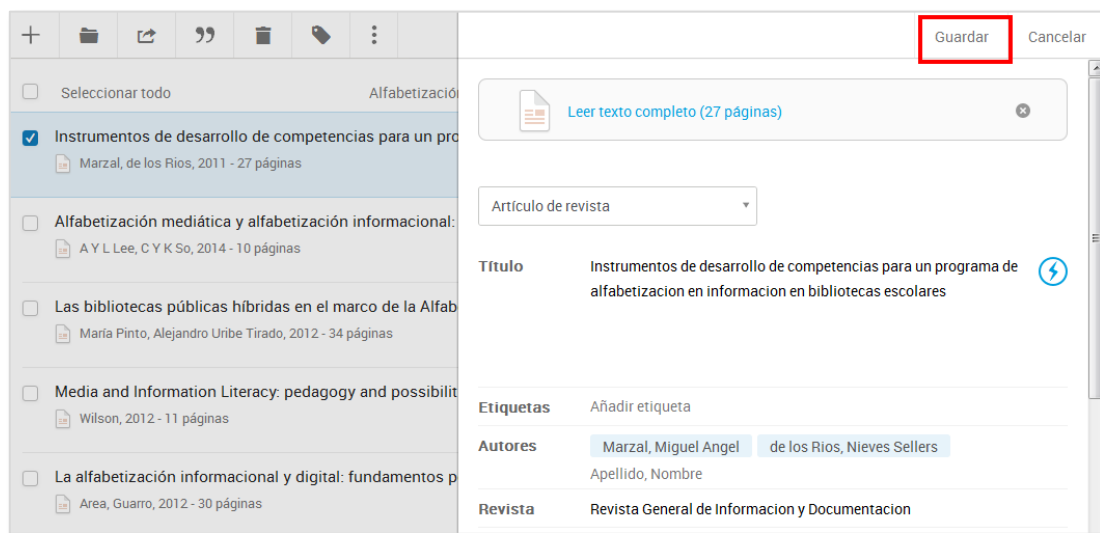 Guardar
Cancelar
Seleccionar todo
Alfabetizació
Instrumentos de desarrollo de competencias para un pro
Marzal, de los Rios, 2011 - 27 páginas
Alfabetización mediática y alfabetización informacional:
A Y L Lee, C Y K So, 2014 - 10 páginas
Las bibliotecas públicas híbridas en el marco de la Alfab
María Pinto, Alejandro Uribe Tirado, 2012 - 34 páginas
Media and Information Literacy: pedagogy and possibilit
Wilson, 2012 - 11 páginas
La alfabetización informacional y digital: fundamentos p
Area, Guarro, 2012 - 30 páginas
Leer texto completo (27 páginas)
Artículo de revista
Título
Instrumentos de desarrollo de competencias para un programa de
alfabetizacion en informacion en bibliotecas escolares
Etiquetas
Añadir etiqueta
Autores
Marzal, Miguel Angel
de los Rios, Nieves Sellers
Apellido, Nombre
Revista
Revista General de Informacion y Documentacion